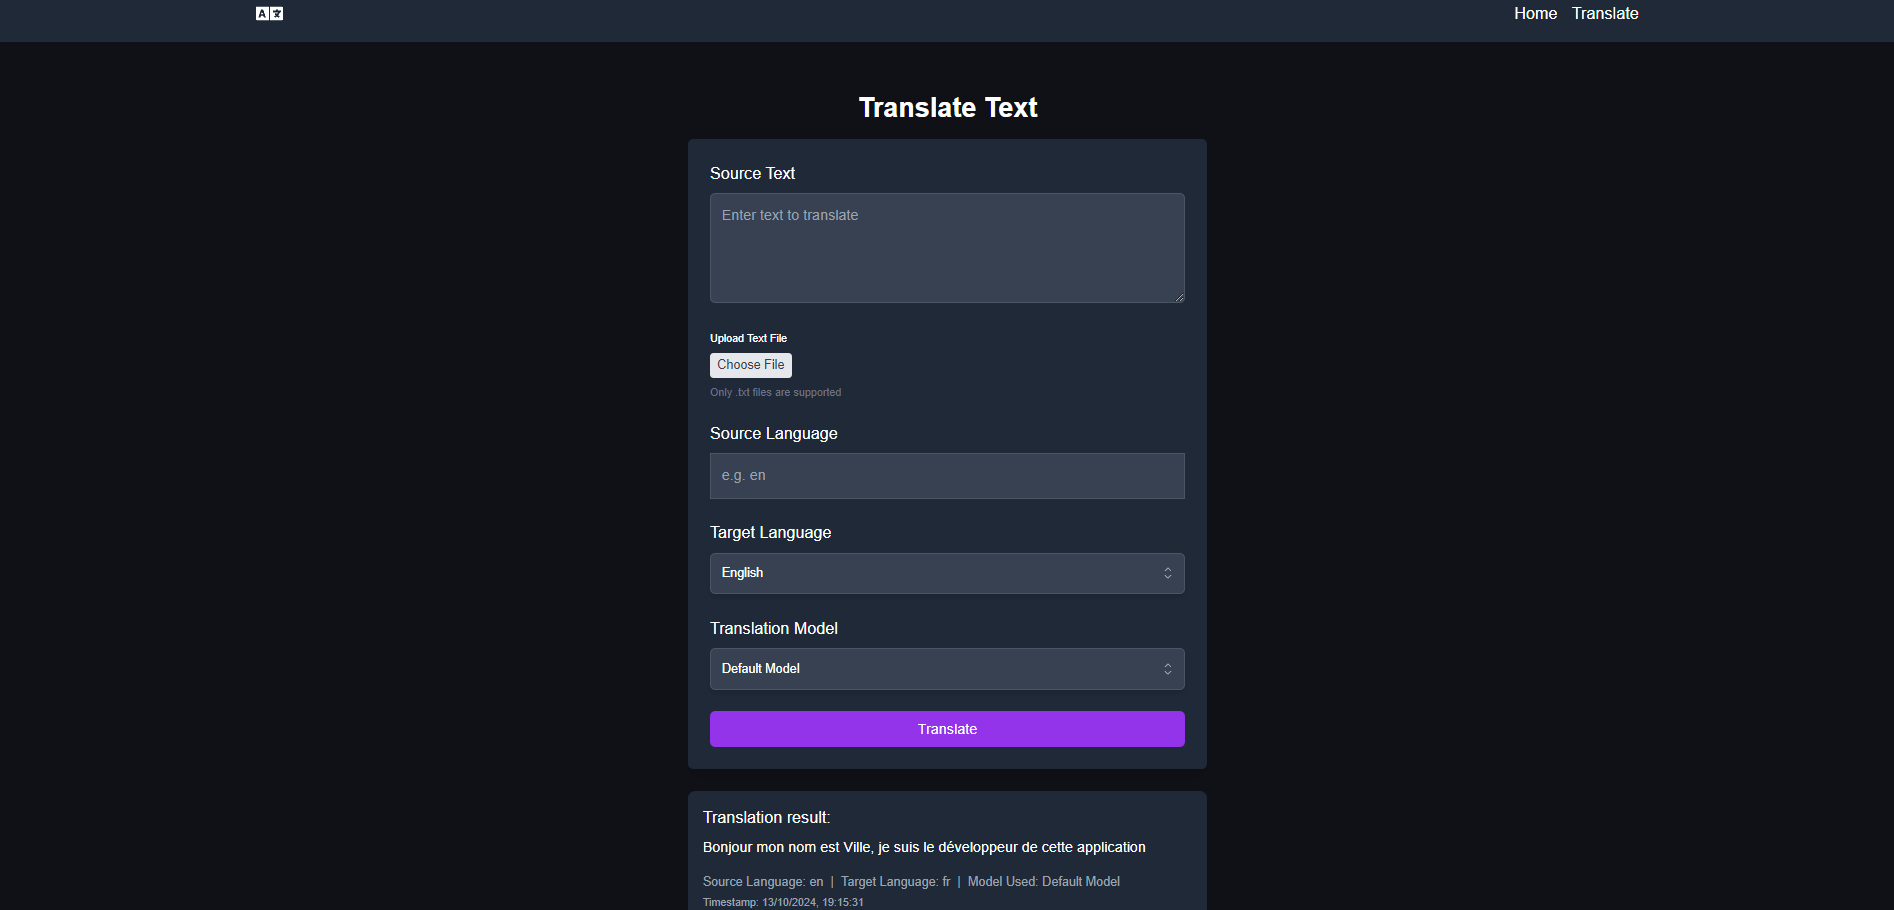 A 文
Home Translate
Translate Text
Source Text
Enter text to translate
Upload Text File
Choose File
Only .txt files are supported
Source Language
e.g. en
Target Language
English
Translation Model
Default Model
Translate
Translation result:
Bonjour mon nom est Ville, je suis le développeur de cette application
Source Language: en | Target Language: fr | Model Used: Default Model
Timestamp: 13/10/2024, 19:15:31